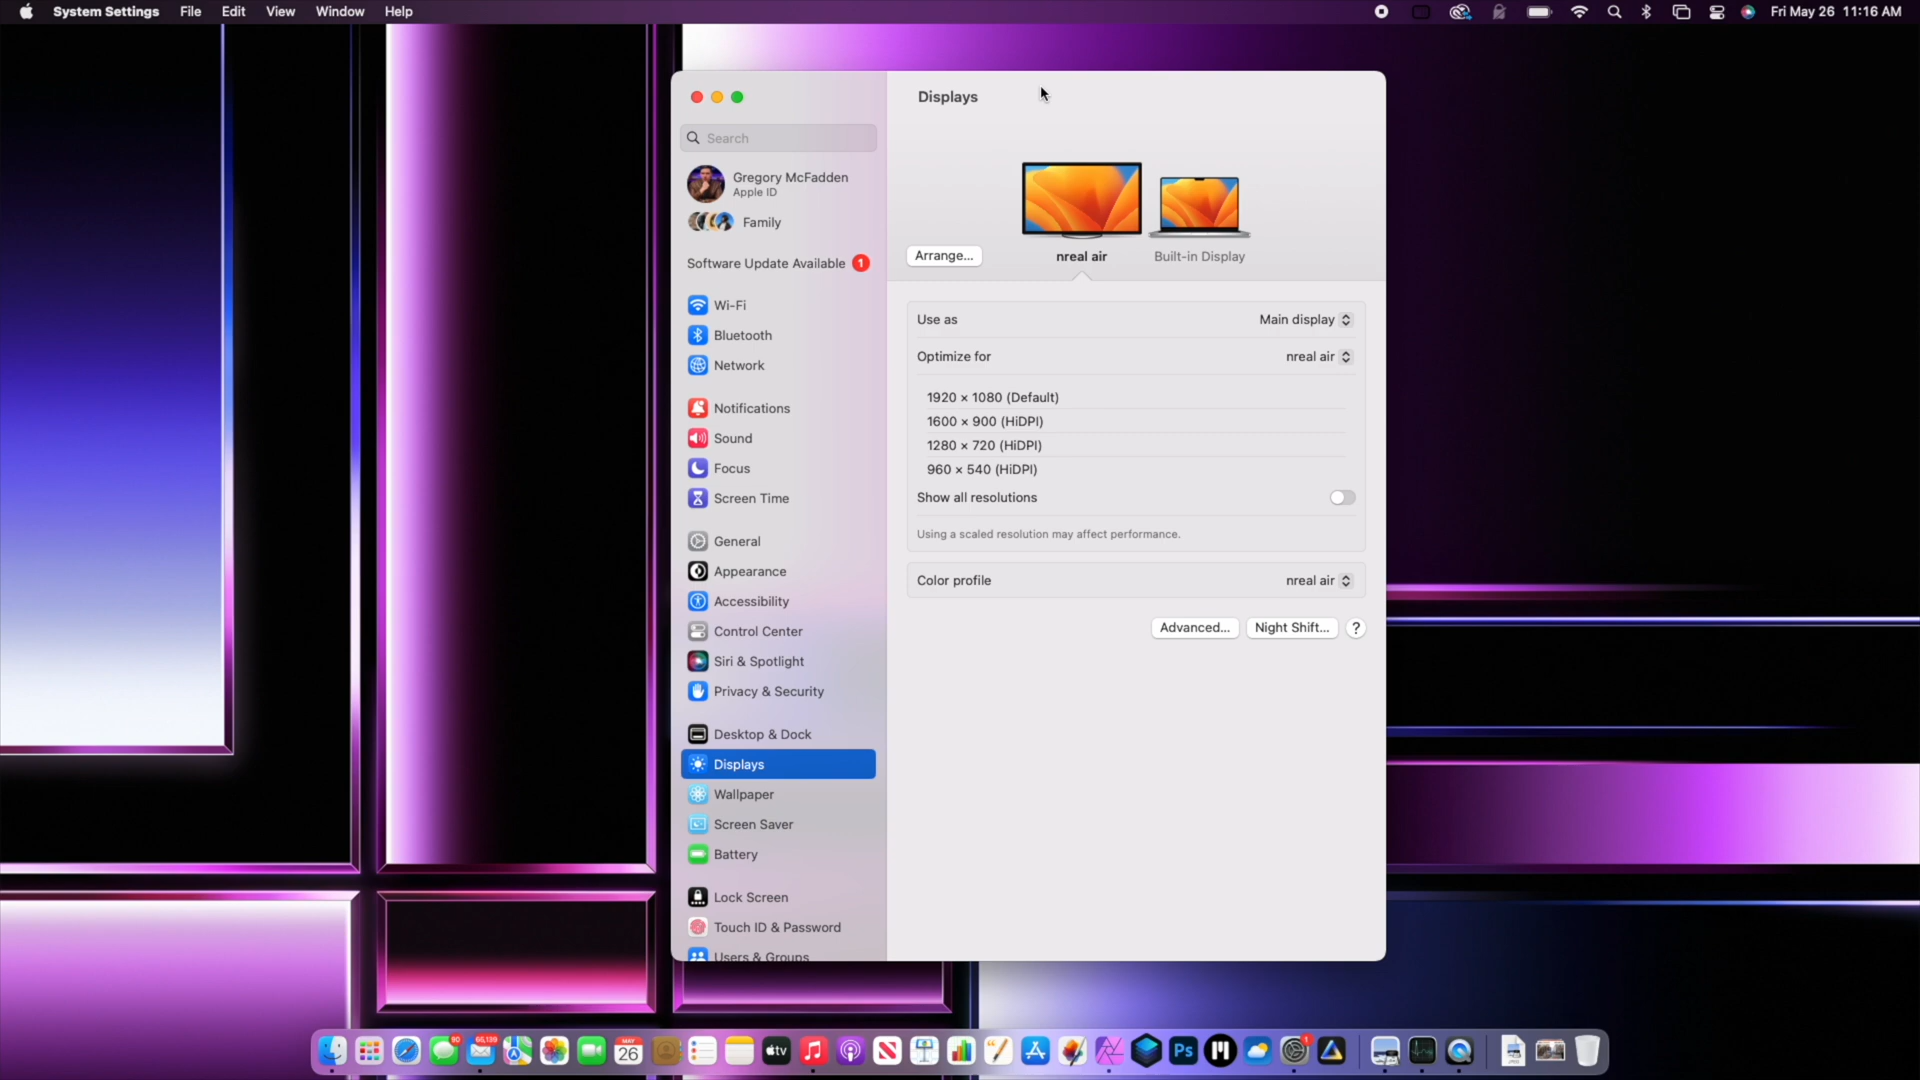 System Settings File Edit View Window Help
Fri May 26 11:16 AM
Displays
Search
Gregory McFadden
Apple ID
Family
Software Update Available 1
Wi-Fi
Bluetooth
Network
Notifications
Sound
Focus
Screen Time
General
Appearance
Accessibility
Control Center
Siri & Spotlight
Privacy & Security
Desktop & Dock
Displays
Wallpaper
Screen Saver
Battery
Lock Screen
Touch ID & Password
Users & Groups
Arrange...
nreal air
Built-in Display
Use as Main display
Optimize for nreal air
1920 × 1080 (Default)
1600 × 900 (HiDPI)
1280 × 720 (HiDPI)
960 × 540 (HiDPI)
Show all resolutions
Using a scaled resolution may affect performance.
Color profile nreal air
Advanced... Night Shift... ?
MAY
26
tv
Ps
1